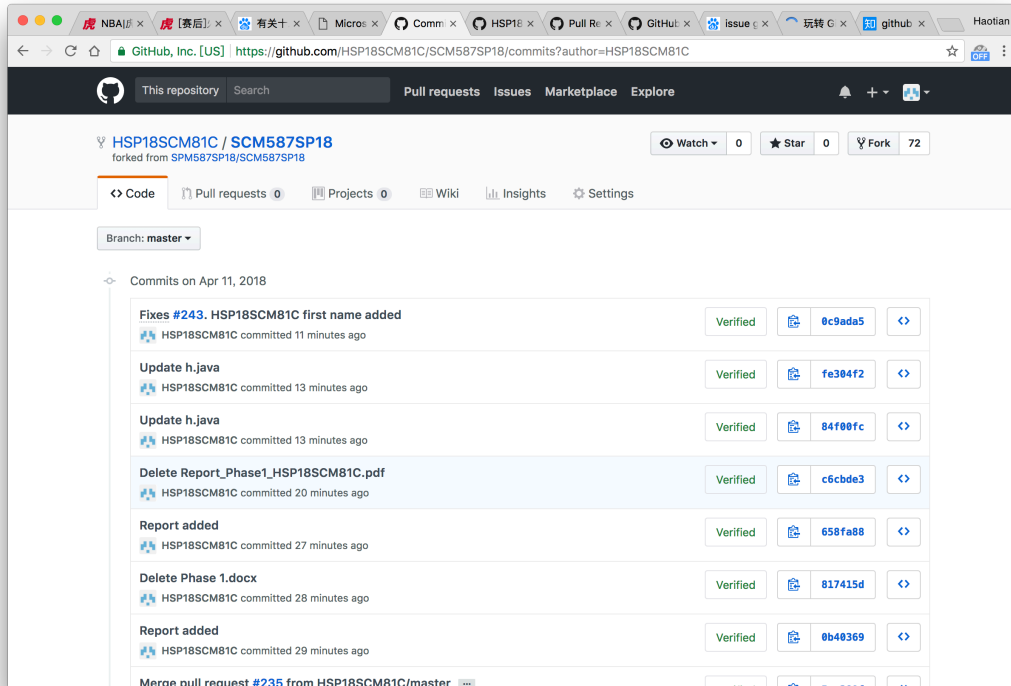 NBA|虎 [赛后] 有关十 Micros Comm HSP18 Pull Re GitHub issue g 玩转 G 知 github Haotian
GitHub, Inc. [US] https://github.com/HSP18SCM81C/SCM587SP18/commits?author=HSP18SCM81C OFF
This repository Search Pull requests Issues Marketplace Explore
HSP18SCM81C / SCM587SP18 Watch 0 Star 0 Fork 72
forked from SPM587SP18/SCM587SP18
Code Pull requests 0 Projects 0 Wiki Insights Settings
Branch: master
Commits on Apr 11, 2018
Fixes #243. HSP18SCM81C first name added
HSP18SCM81C committed 11 minutes ago
Verified 0c9ada5
Update h.java
HSP18SCM81C committed 13 minutes ago
Verified fe304f2
Update h.java
HSP18SCM81C committed 13 minutes ago
Verified 84f00fc
Delete Report_Phase1_HSP18SCM81C.pdf
HSP18SCM81C committed 20 minutes ago
Verified c6cbde3
Report added
HSP18SCM81C committed 27 minutes ago
Verified 658fa88
Delete Phase 1.docx
HSP18SCM81C committed 28 minutes ago
Verified 817415d
Report added
HSP18SCM81C committed 29 minutes ago
Verified 0b40369
Merge pull request #235 from HSP18SCM81C/master